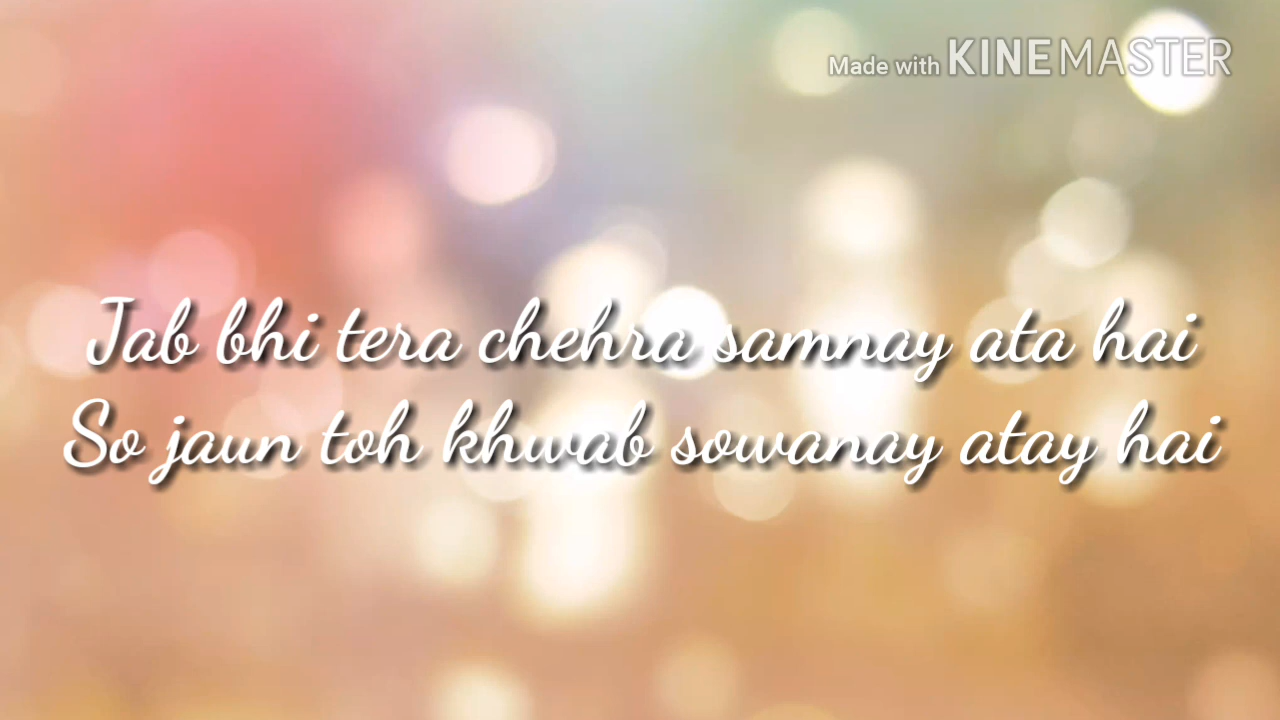 Made with KINEMASTER
Jab bhi tera chehra samnay ata hai
So jaun toh khwab sowanay atay hai